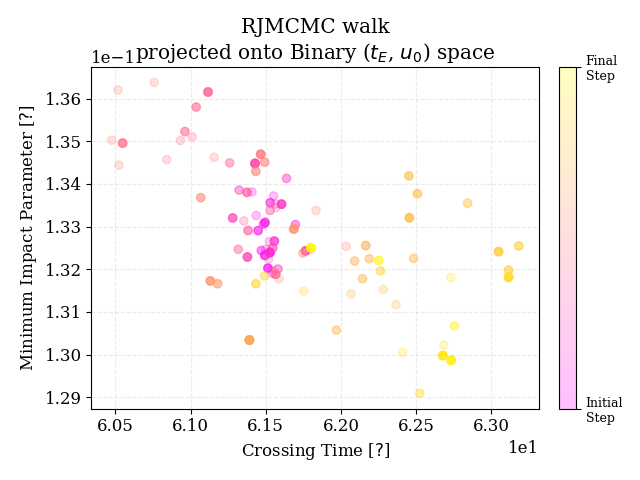 RJMCMC walk
projected onto Binary ($t_E$, $u_0$) space
1e−1
1.36
1.35
1.34
1.33
1.32
1.31
1.30
1.29
Minimum Impact Parameter [?]
6.05 6.10 6.15 6.20 6.25 6.30
1e1
Crossing Time [?]
Final
Step
Initial
Step